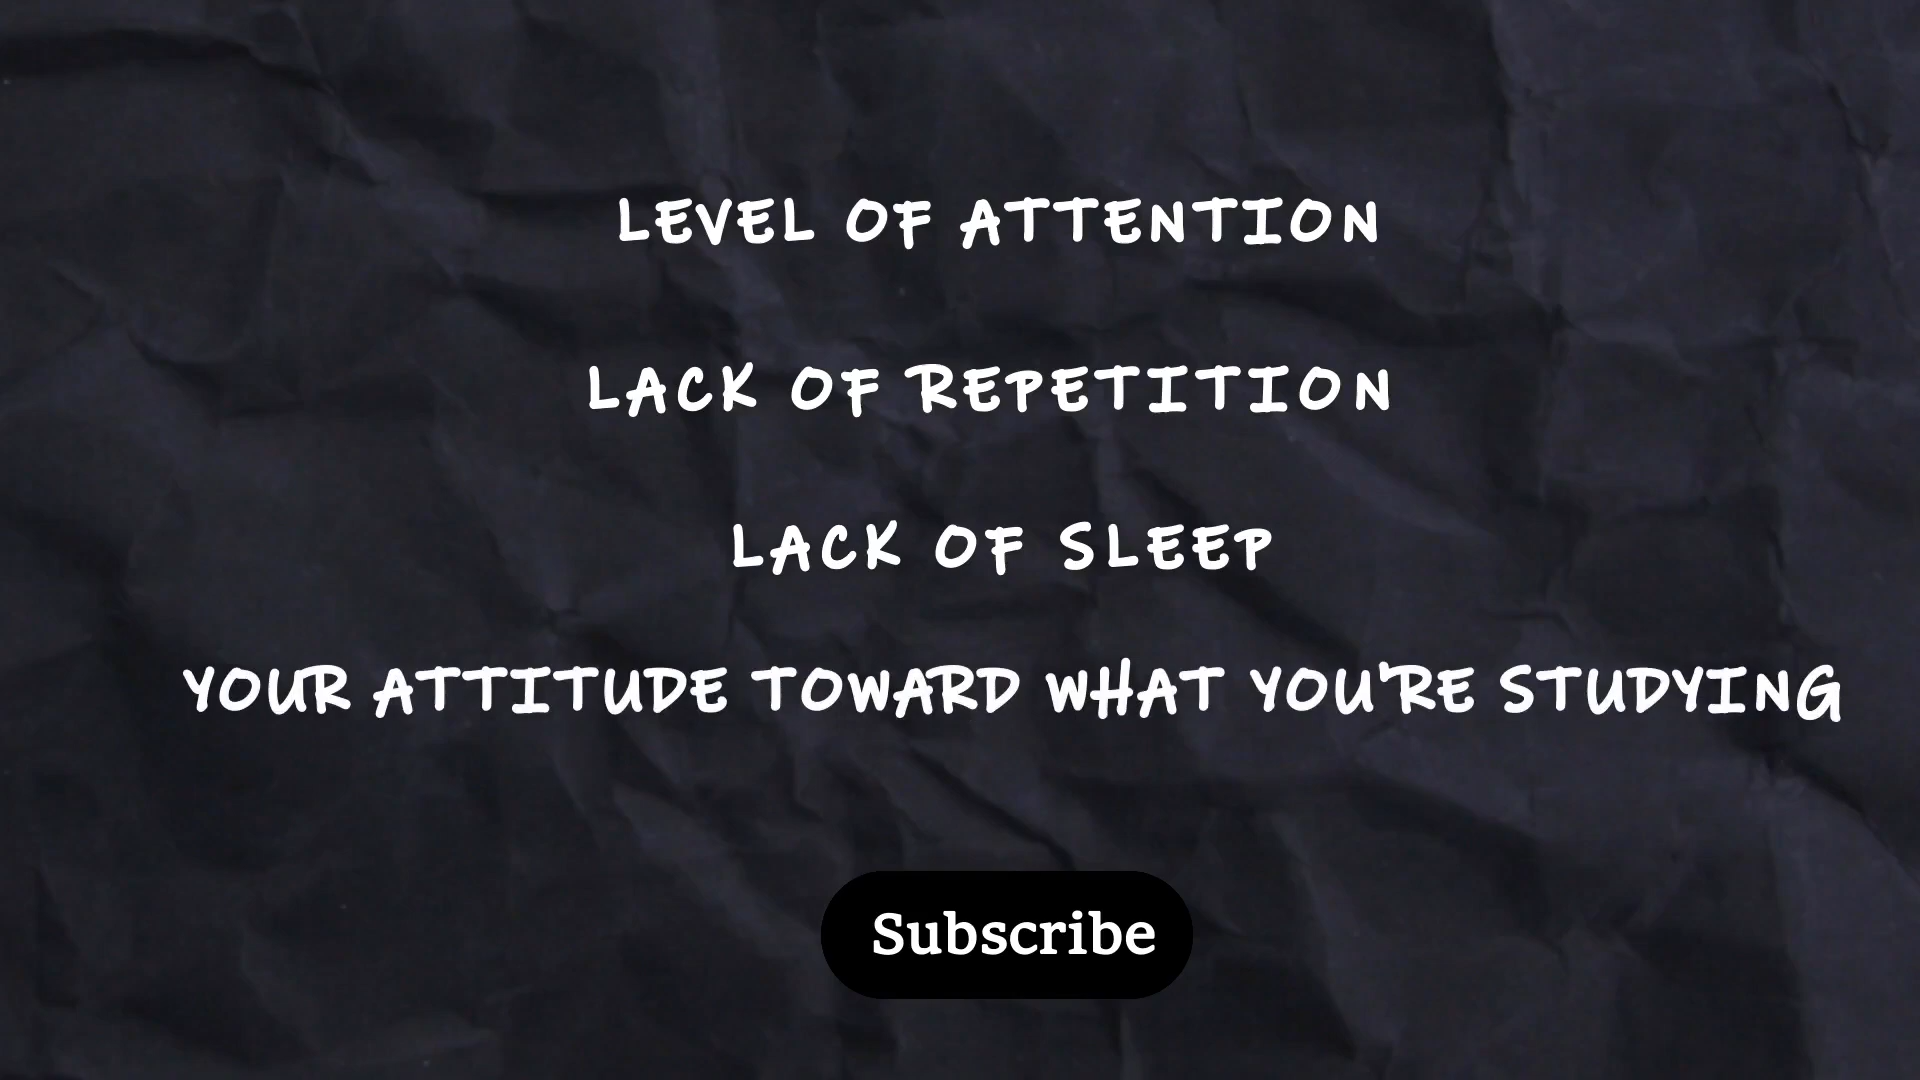 LEVEL OF ATTENTION
LACK OF REPETITION
LACK OF SLEEP
YOUR ATTITUDE TOWARD WHAT YOU'RE STUDYING
Subscribe